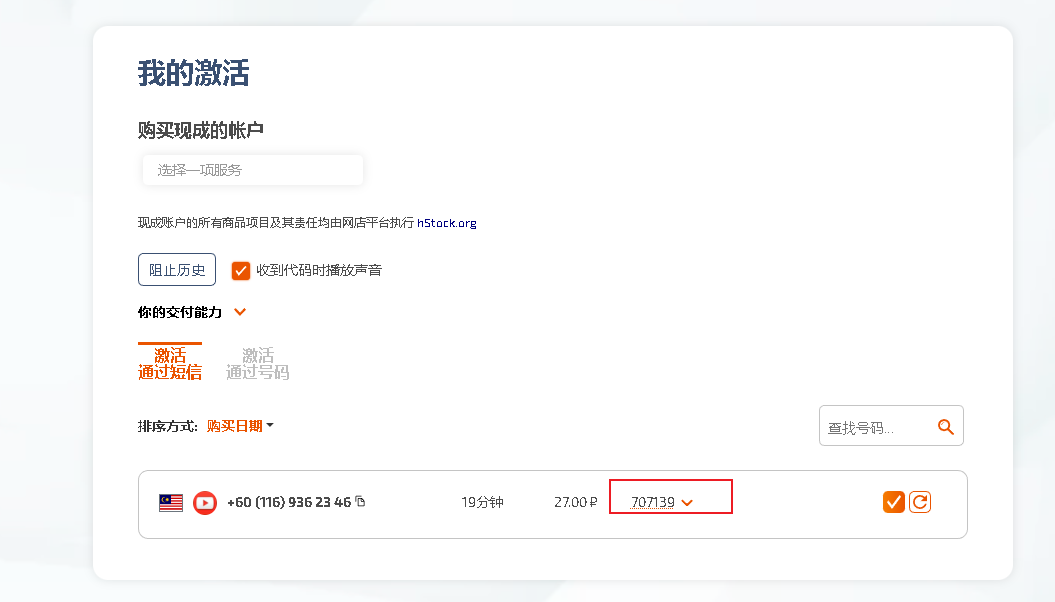 我的激活
购买现成的帐户
选择一项服务
现成账户的所有商品项目及其责任均由网店平台执行 hStock.org
阻止历史
收到代码时播放声音
你的交付能力
激活
通过短信
激活
通过号码
排序方式: 购买日期
查找号码...
+60 (116) 936 23 46 19分钟 27.00 ₽ 707139